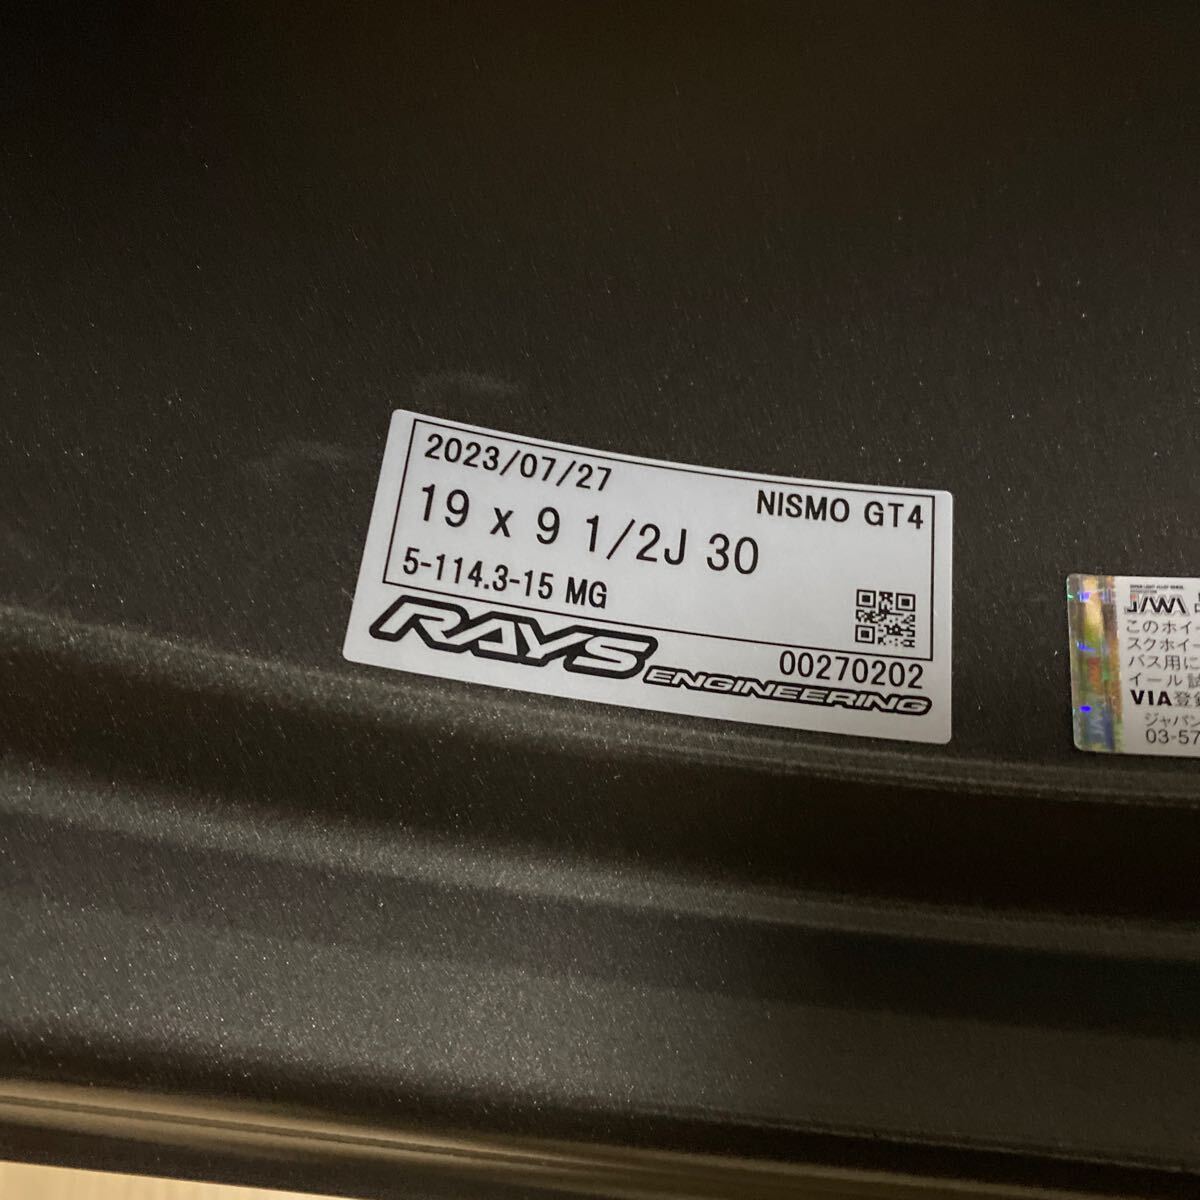 2023/07/27
NISMO GT4
19 x 9 1/2J 30
5-114.3-15 MG
RAYS ENGINEERING
00270202
JAWA
このホイー
スクホイー
バス用に
イール試
VIA登録
ジャパン
03-57